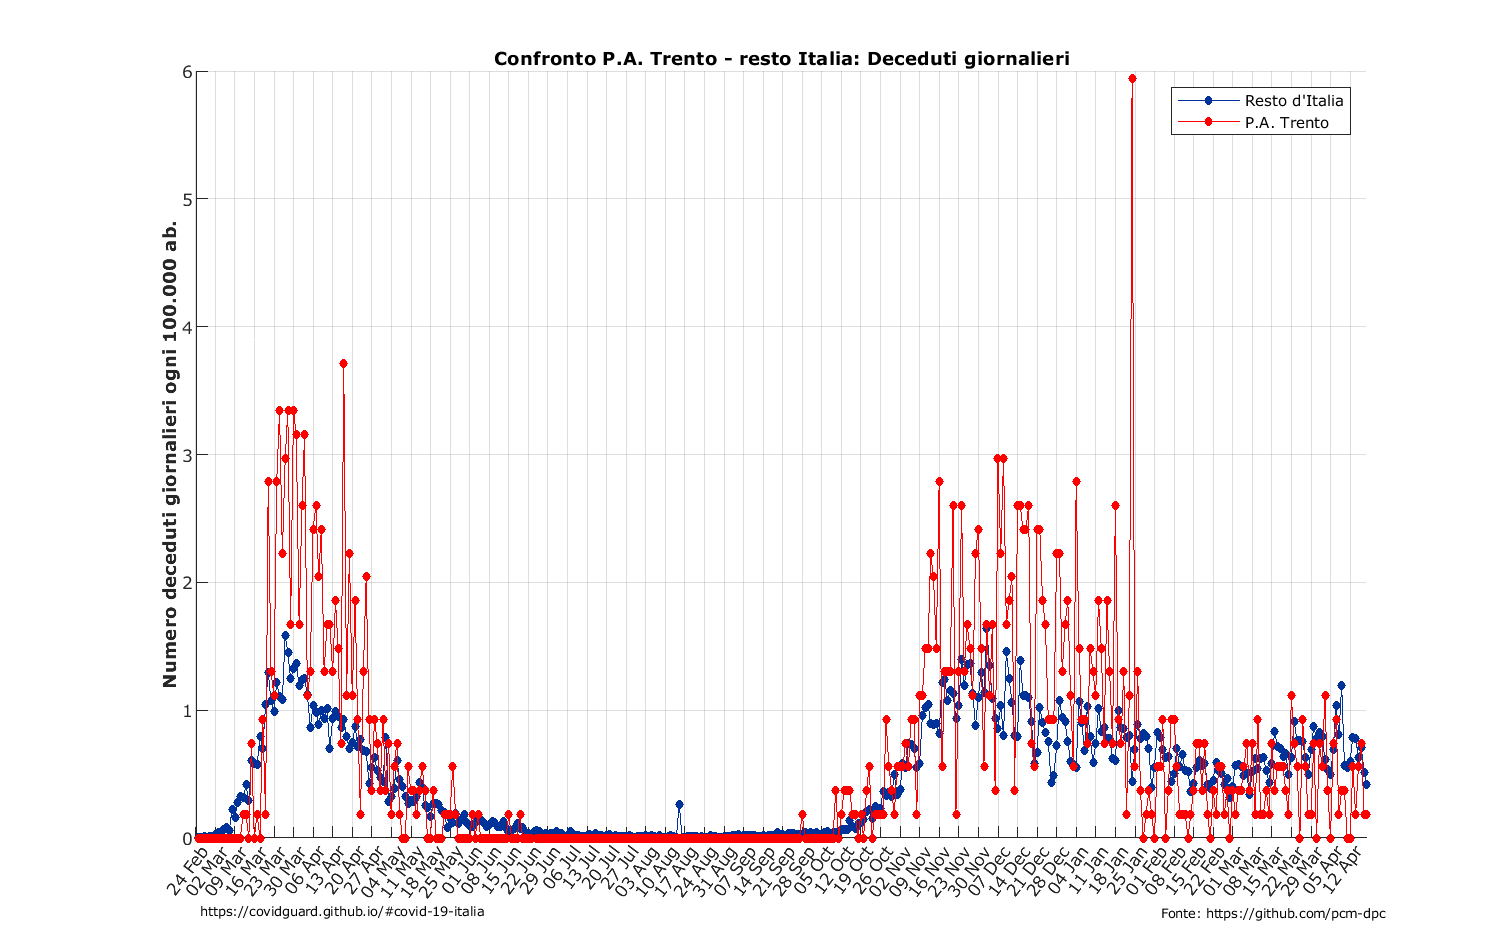 Confronto P.A. Trento - resto Italia: Deceduti giornalieri
Resto d'Italia
P.A. Trento
Numero deceduti giornalieri ogni 100.000 ab.
6
5
4
3
2
1
0
24 Feb
02 Mar
09 Mar
16 Mar
23 Mar
30 Mar
06 Apr
13 Apr
20 Apr
27 Apr
04 May
11 May
18 May
25 May
01 Jun
08 Jun
15 Jun
22 Jun
29 Jun
06 Jul
13 Jul
20 Jul
27 Jul
03 Aug
10 Aug
17 Aug
24 Aug
31 Aug
07 Sep
14 Sep
21 Sep
28 Sep
05 Oct
12 Oct
19 Oct
26 Oct
02 Nov
09 Nov
16 Nov
23 Nov
30 Nov
07 Dec
14 Dec
21 Dec
28 Dec
04 Jan
11 Jan
18 Jan
25 Jan
01 Feb
08 Feb
15 Feb
22 Feb
01 Mar
08 Mar
15 Mar
22 Mar
29 Mar
05 Apr
12 Apr
https://covidguard.github.io/#covid-19-italia
Fonte: https://github.com/pcm-dpc